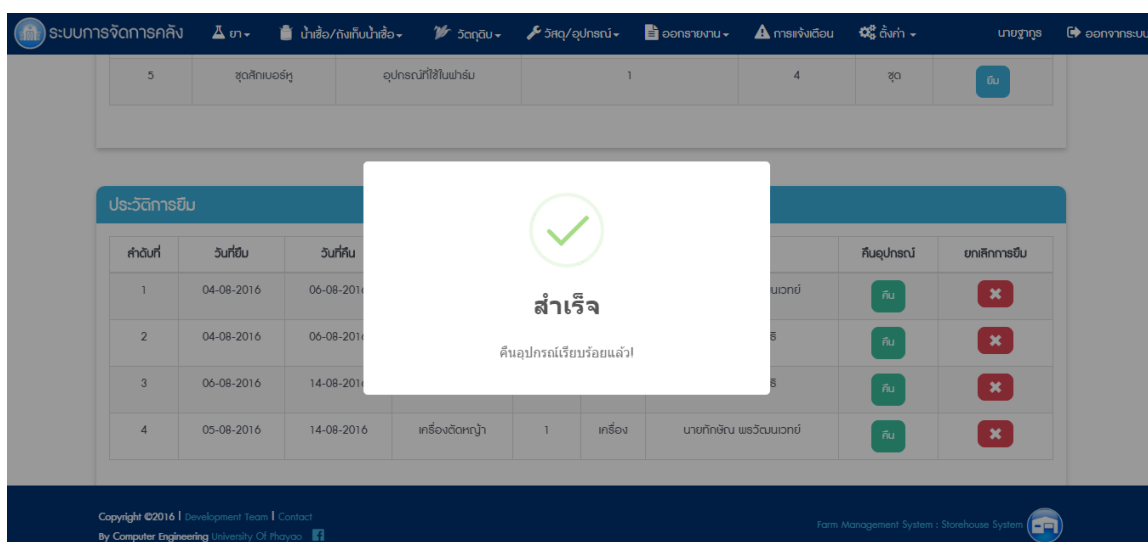 ระบบการจัดการคลัง ยา น้ำเชื้อ/ถังเก็บน้ำเชื้อ วัตถุดิบ วัสดุ/อุปกรณ์ ออกรายงาน การแจ้งเตือน ตั้งค่า นายฐากูร ออกจากระบบ
5 ชุดสักเบอร์หู อุปกรณ์ที่ใช้ในฟาร์ม 1 4 ชุด ยืม
ประวัติการยืม
ลำดับที่ วันที่ยืม วันที่คืน คืนอุปกรณ์ ยกเลิกการยืม
1 04-08-2016 06-08-201 คืน
2 04-08-2016 06-08-201 คืน
3 06-08-2016 14-08-201 คืน
สำเร็จ
คืนอุปกรณ์เรียบร้อยแล้ว!
4 05-08-2016 14-08-2016 เครื่องตัดหญ้า 1 เครื่อง นายทักษิณ พรวัฒนเวทย์ คืน
Copyright ©2016 | Development Team | Contact
By Computer Engineering University Of Phayao
Farm Management System : Storehouse System